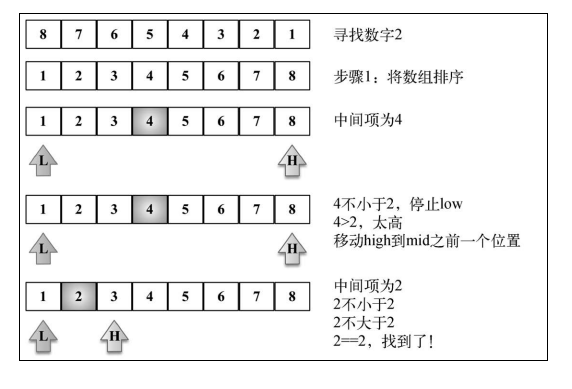 8 7 6 5 4 3 2 1 寻找数字2
1 2 3 4 5 6 7 8 步骤1：将数组排序
1 2 3 4 5 6 7 8 中间项为4
L H
1 2 3 4 5 6 7 8
4不小于2，停止low
4>2，太高
移动high到mid之前一个位置
L H
1 2 3 4 5 6 7 8
中间项为2
2不小于2
2不大于2
2==2，找到了！
L H